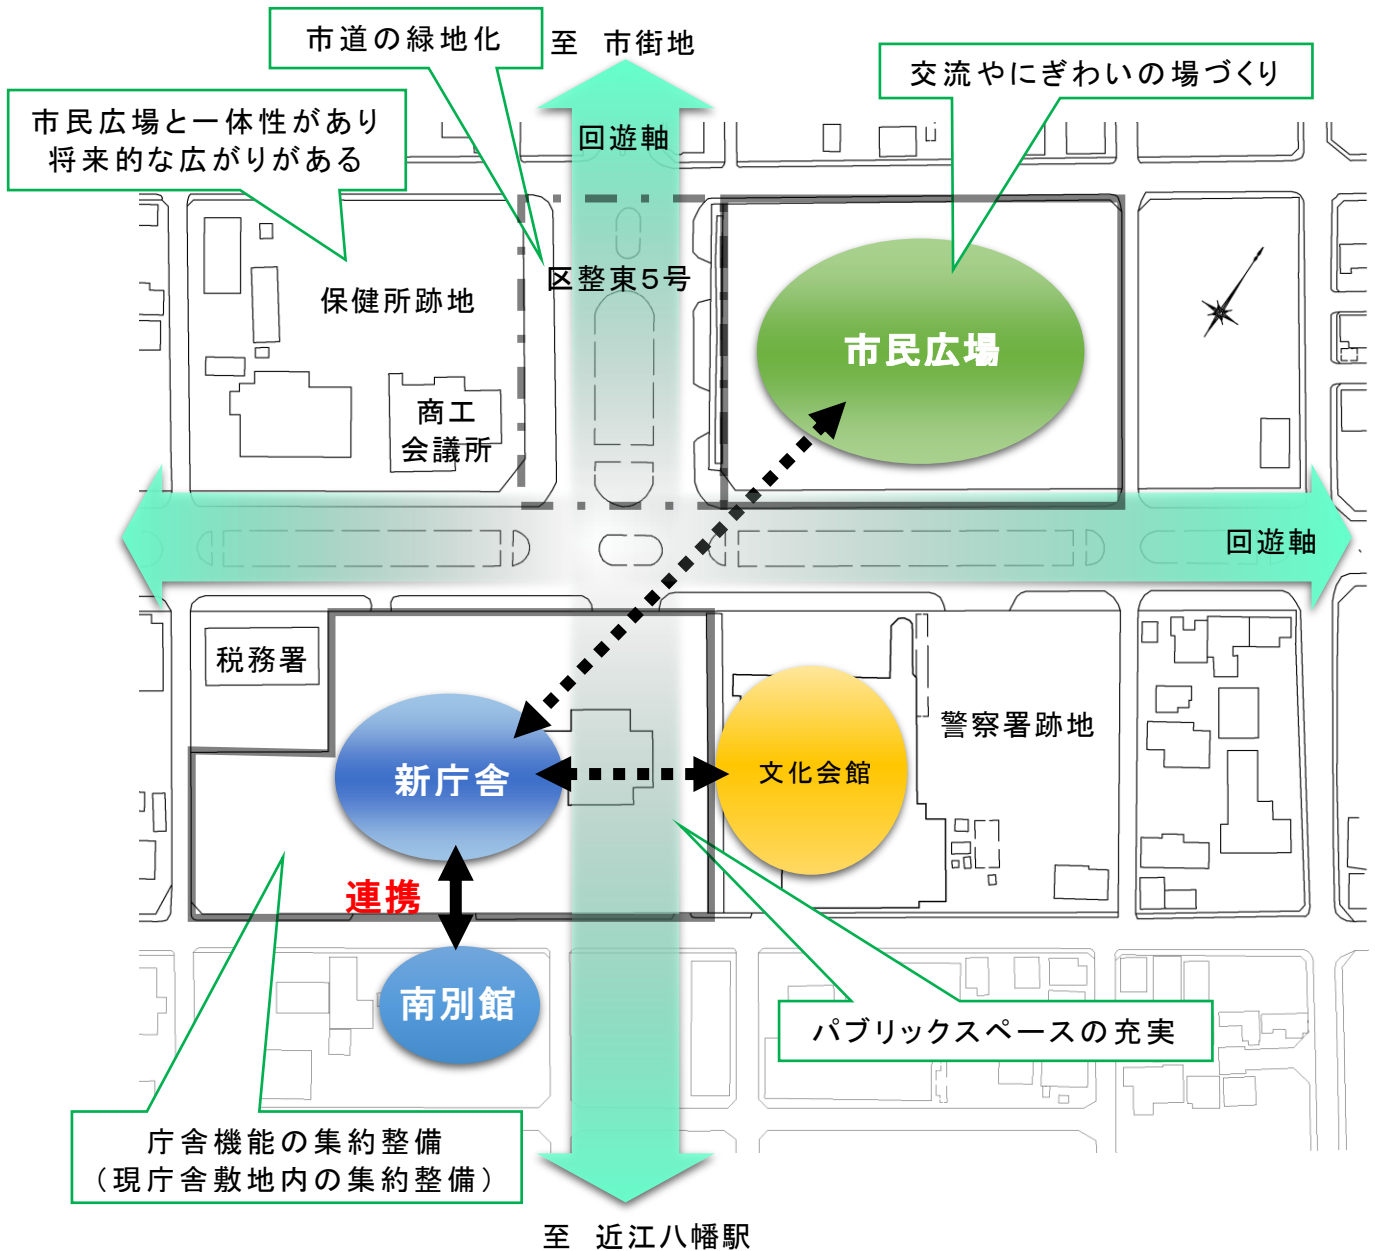 市道の緑地化
至　市街地
交流やにぎわいの場づくり
市民広場と一体性があり
将来的な広がりがある
回遊軸
区整東5号
保健所跡地
市民広場
商工
会議所
回遊軸
税務署
警察署跡地
新庁舎
文化会館
連携
南別館
パブリックスペースの充実
庁舎機能の集約整備
（現庁舎敷地内の集約整備）
至　近江八幡駅